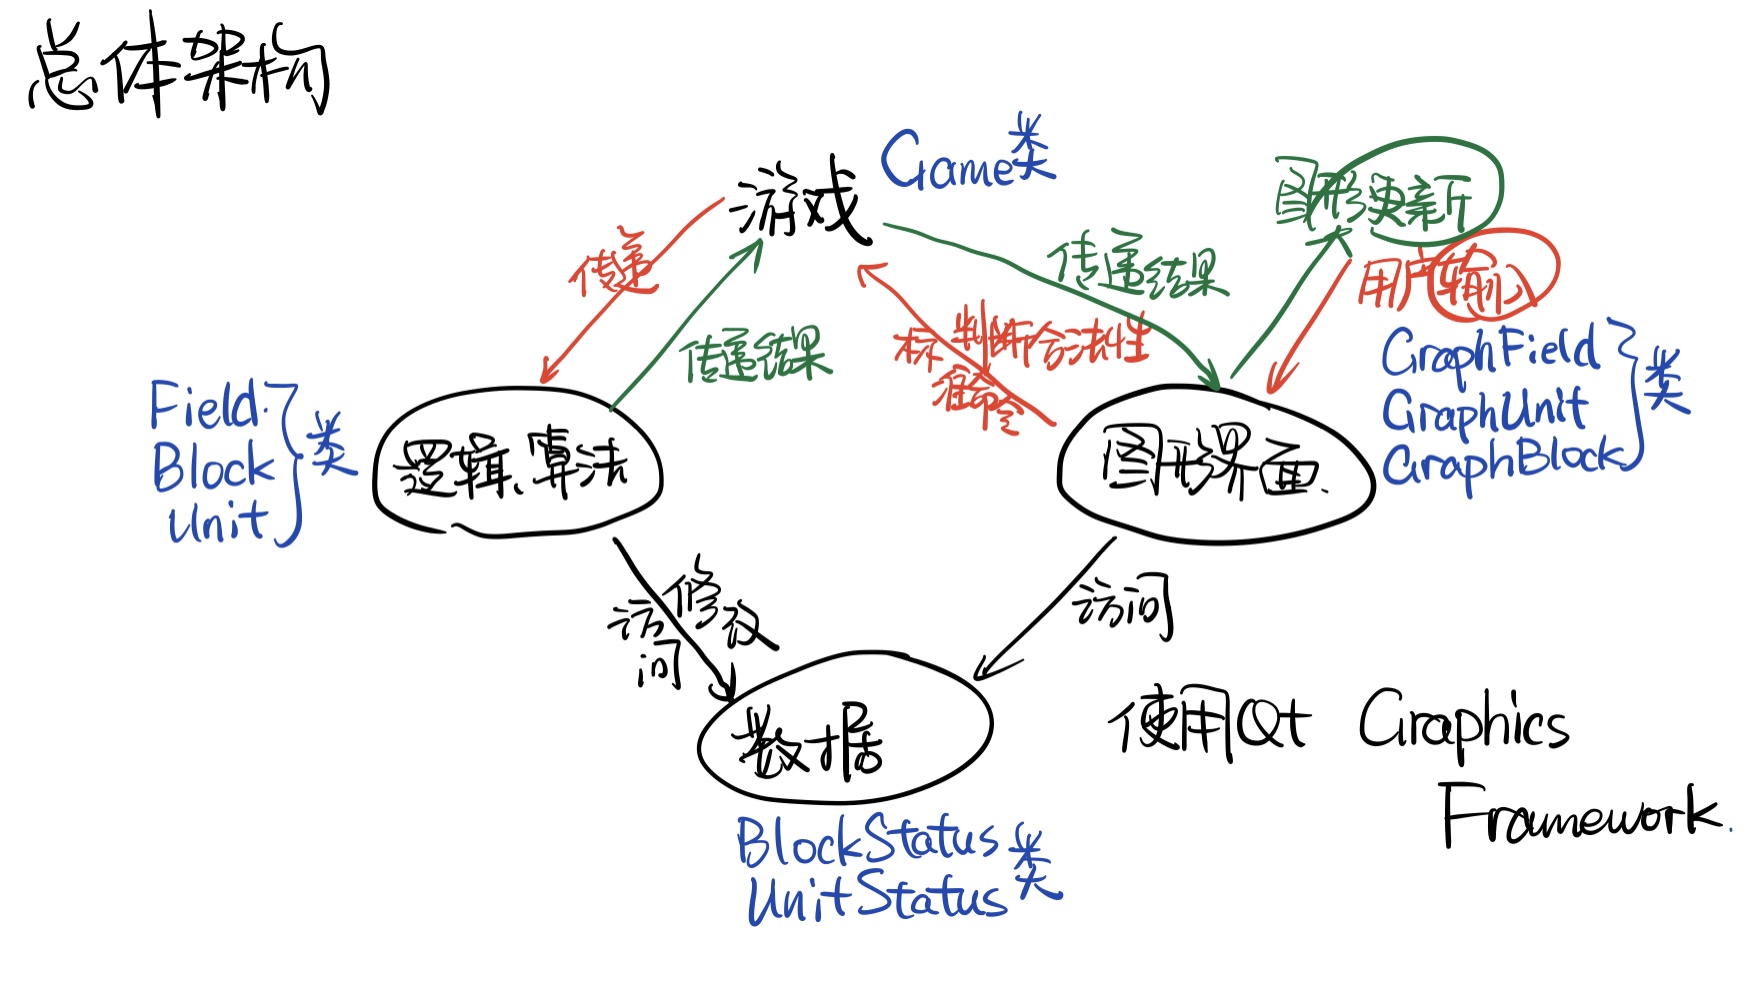 总体架构
游戏
Game类
图形更新
传递
传递结果
用户输入
传递结果
判断合法性
标准命令
GraphField
GraphUnit
GraphBlock
类
Field
Block
Unit
类
逻辑、算法
图形界面
访问
修改
访问
数据
使用Qt Graphics
Framework.
BlockStatus
UnitStatus
类